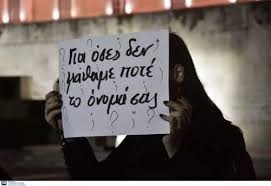 Για όσες δεν
μάθαμε ποτέ
το όνομά σας